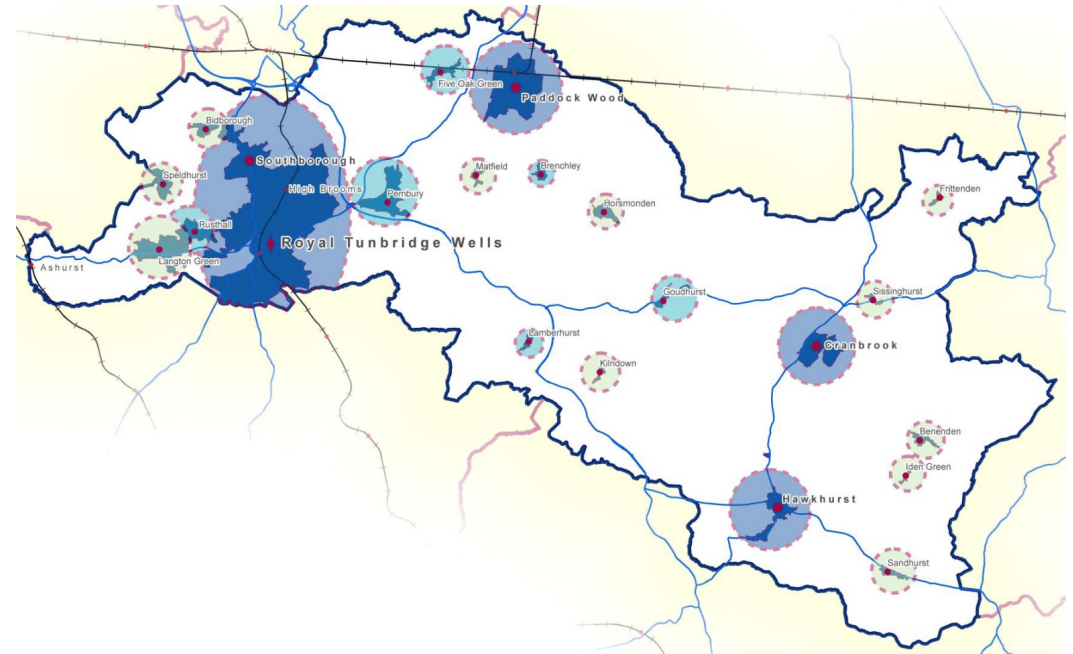 Five Oak Green
Paddock Wood
Bidborough
Southborough
Speldhurst
High Brooms
Matfield
Brenchley
Pembury
Frittenden
Horsmonden
Rusthall
Royal Tunbridge Wells
Langton Green
Ashurst
Goudhurst
Sissinghurst
Lamberhurst
Cranbrook
Kilndown
Benenden
Iden Green
Hawkhurst
Sandhurst